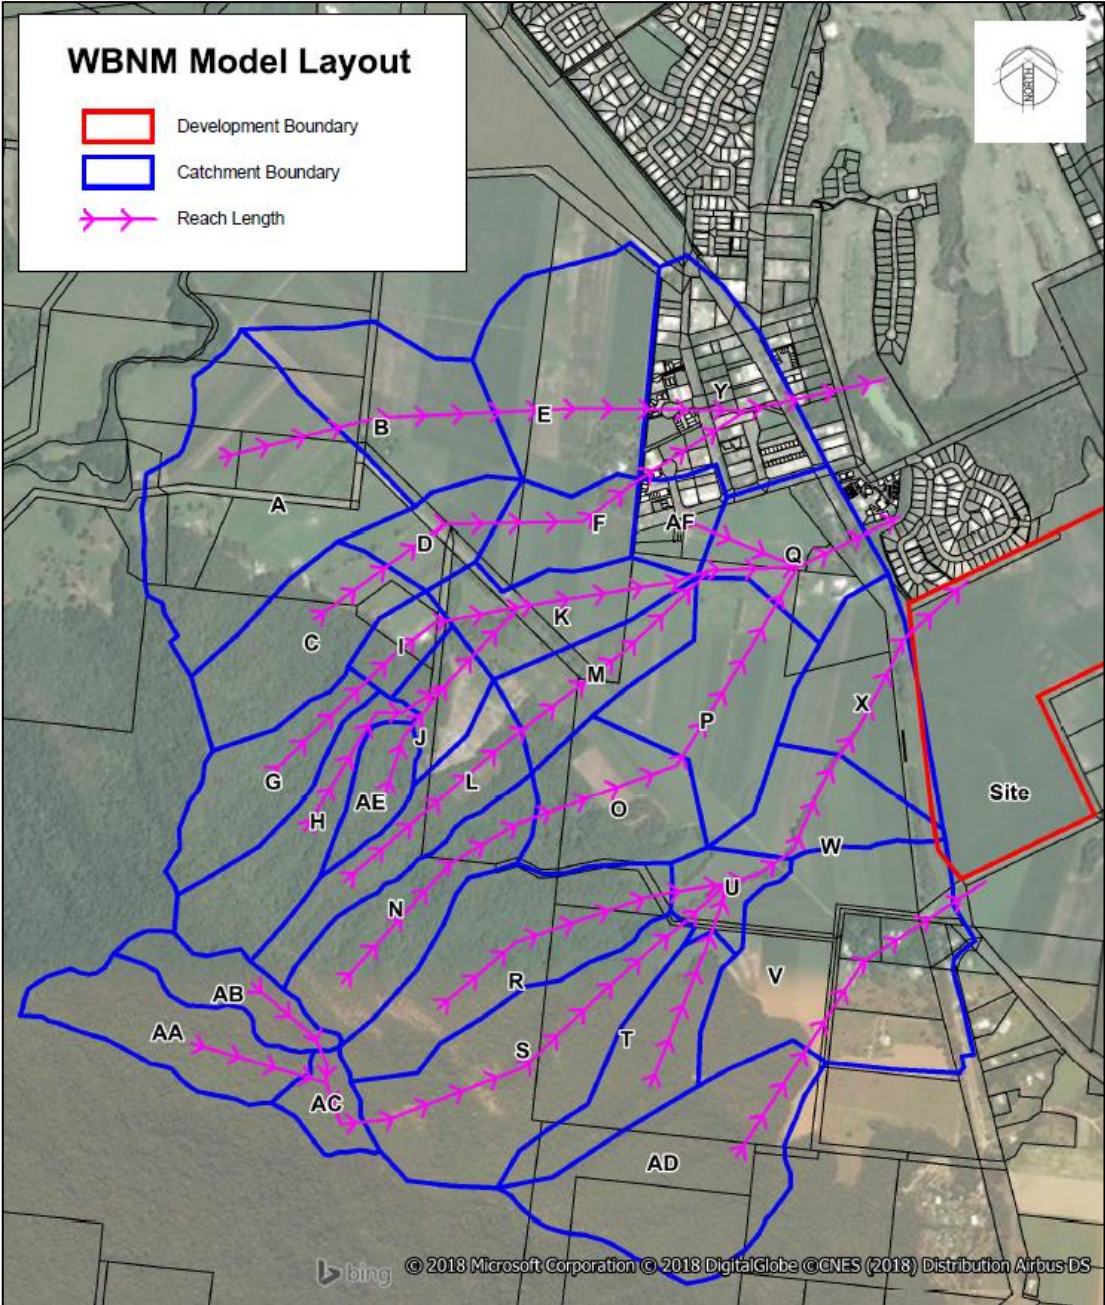 WBNM Model Layout
NORTH
Development Boundary
Catchment Boundary
Reach Length
Y
E
B
A
F
AF
D
Q
K
C
I
M
X
P
J
G
L
AE
Site
O
H
W
U
N
V
R
AB
AA
T
S
AC
AD
bing
© 2018 Microsoft Corporation © 2018 DigitalGlobe ©CNES (2018) Distribution Airbus DS